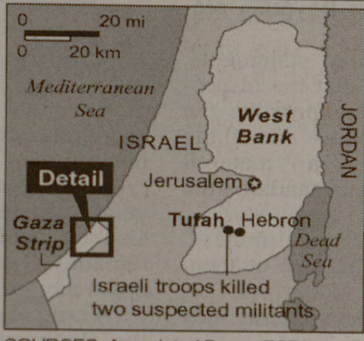 0 20 mi
0 20 km
Mediterranean
Sea
West
Bank
ISRAEL
JORDAN
Detail
Jerusalem
Gaza
Strip
Tufah
Hebron
Dead
Sea
Israeli troops killed
two suspected militants